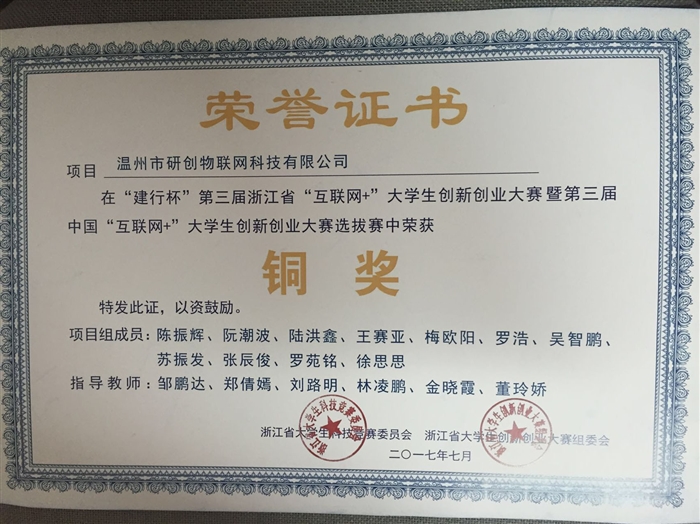 荣誉证书
项目 温州市研创物联网科技有限公司
在“建行杯”第三届浙江省“互联网+”大学生创新创业大赛暨第三届
中国“互联网+”大学生创新创业大赛选拔赛中荣获
铜奖
特发此证，以资鼓励。
项目组成员：陈振辉、阮潮波、陆洪鑫、王赛亚、梅欧阳、罗浩、吴智鹏、
苏振发、张辰俊、罗苑铭、徐思思
指导教师：邹鹏达、郑倩嫣、刘路明、林凌鹏、金晓霞、董玲娇
浙江省大学生科技竞赛委员会 浙江省大学生创新创业大赛组委会
二〇一七年七月